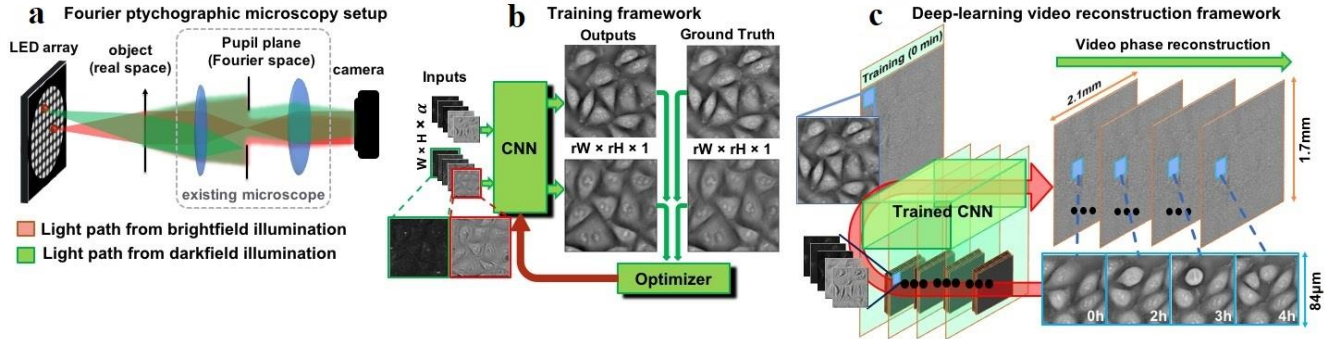 a Fourier ptychographic microscopy setup
LED array
object
(real space)
Pupil plane
(Fourier space)
camera
existing microscope
Light path from brightfield illumination
Light path from darkfield illumination
b Training framework
Inputs
Outputs
Ground Truth
W × H × α
CNN
rW × rH × 1
rW × rH × 1
Optimizer
c Deep-learning video reconstruction framework
Training (0 min)
Video phase reconstruction
2.1mm
1.7mm
Trained CNN
0h
2h
3h
4h
84μm